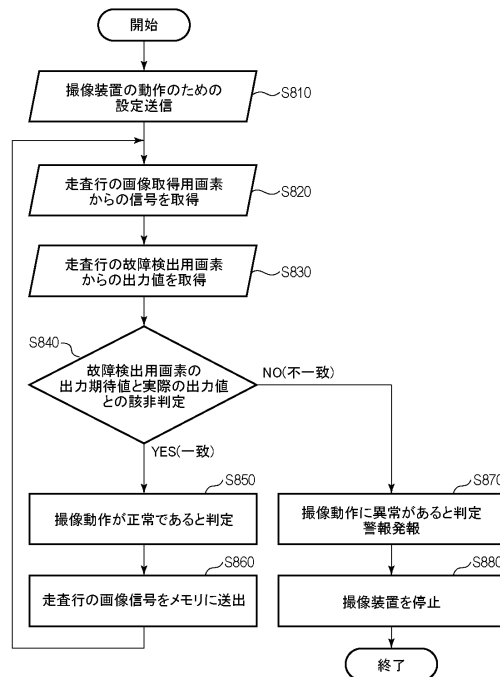 開始
撮像装置の動作のための
設定送信
S810
走査行の画像取得用画素
からの信号を取得
S820
走査行の故障検出用画素
からの出力値を取得
S830
S840
故障検出用画素の
出力期待値と実際の出力値
との該非判定
NO(不一致)
YES(一致)
S850
撮像動作が正常であると判定
S870
撮像動作に異常があると判定
警報発報
S860
走査行の画像信号をメモリに送出
S880
撮像装置を停止
終了